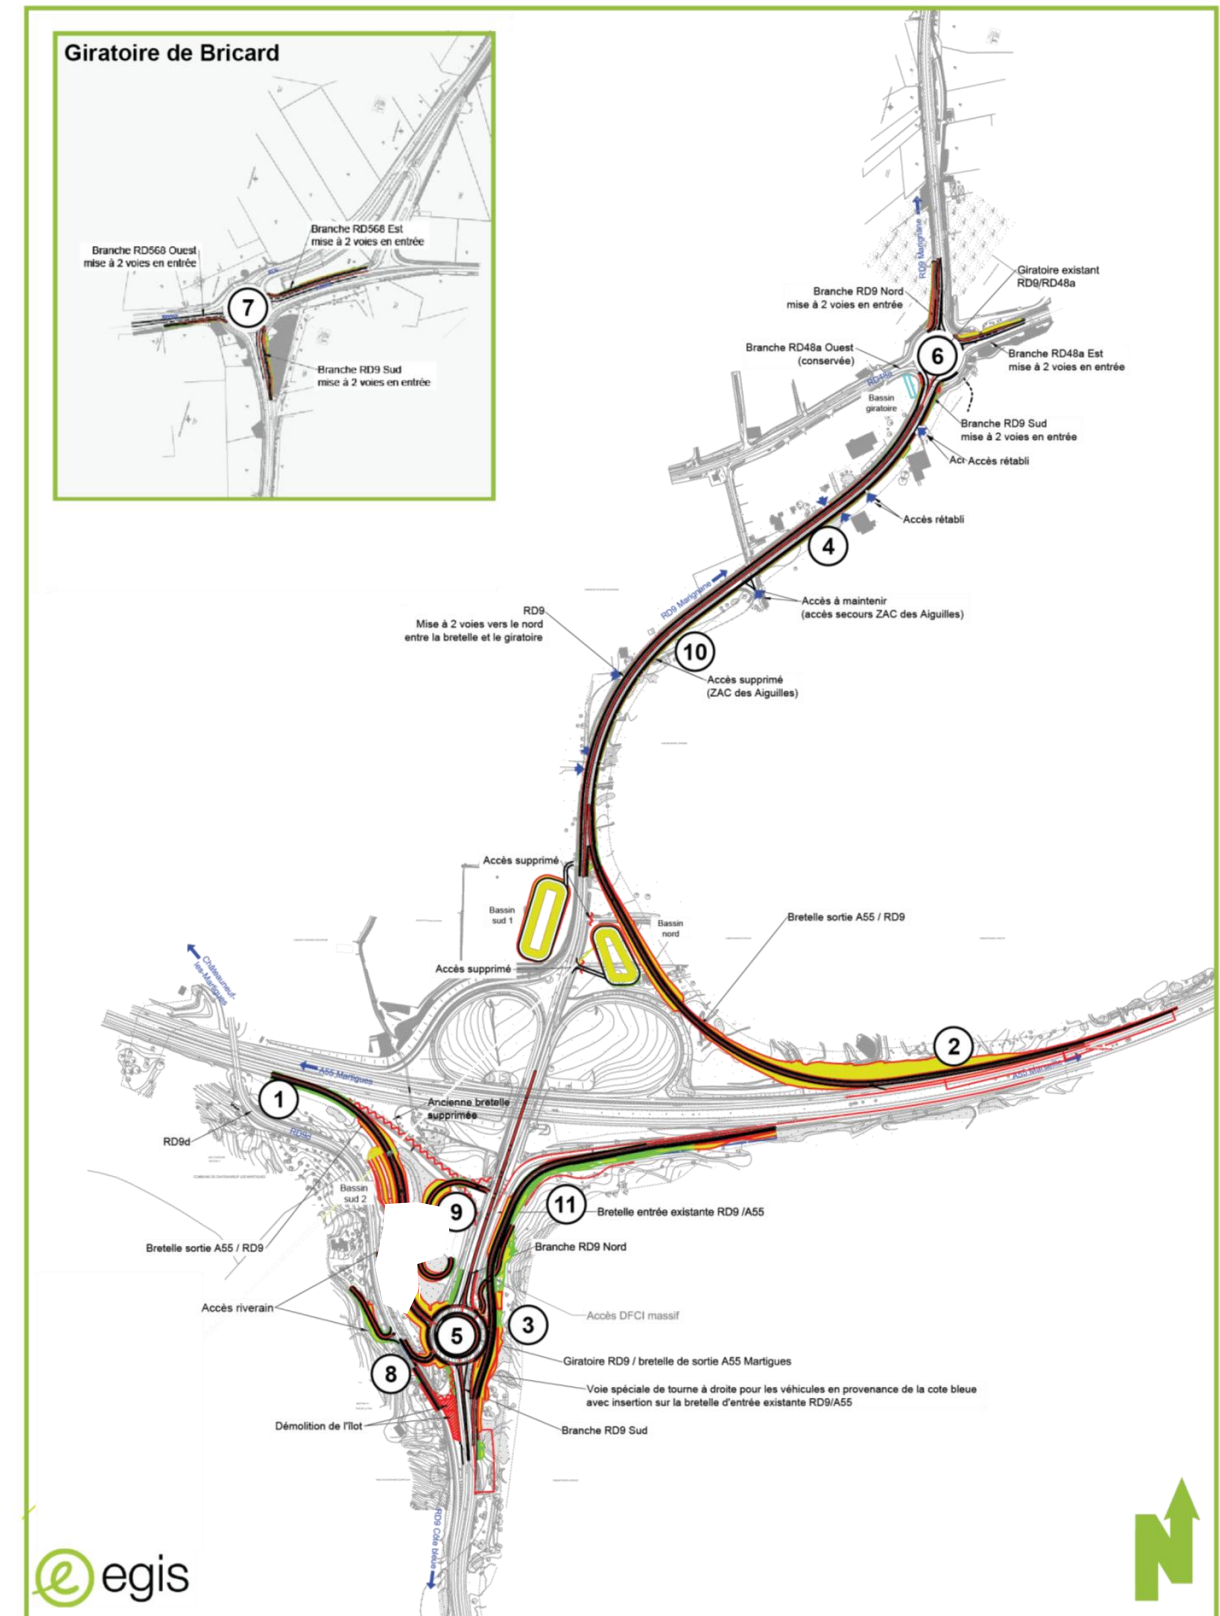 Giratoire de Bricard
Branche RD568 Est
mise à 2 voies en entrée
Branche RD568 Ouest
mise à 2 voies en entrée
7
Branche RD9 Sud
mise à 2 voies en entrée
RD9 Marignane
Giratoire existant
RD9/RD48a
Branche RD9 Nord
mise à 2 voies en entrée
Branche RD48a Ouest
(conservée)
6
Branche RD48a Est
mise à 2 voies en entrée
Bassin
giratoire
Branche RD9 Sud
mise à 2 voies en entrée
Accès rétabli
Accès rétabli
4
RD9 Marignane
Accès à maintenir
(accès secours ZAC des Aiguilles)
RD9
Mise à 2 voies vers le nord
entre la bretelle et le giratoire
10
Accès supprimé
(ZAC des Aiguilles)
Accès supprimé
Bassin
sud 1
Bassin
nord
Bretelle sortie A55 / RD9
Accès supprimé
Châteauneuf-
les-Martigues
2
A55 Martigues
A55 Marseille
1
Ancienne bretelle
supprimée
RD9d
RD9d
Bassin
sud 2
9
11
Bretelle entrée existante RD9 /A55
Bretelle sortie A55 / RD9
Branche RD9 Nord
Accès riverain
Accès DFCI massif
3
5
Giratoire RD9 / bretelle de sortie A55 Martigues
8
Voie spéciale de tourne à droite pour les véhicules en provenance de la cote bleue
avec insertion sur la bretelle d'entrée existante RD9/A55
Démolition de l'îlot
Branche RD9 Sud
RD9 Côte bleue
egis
N